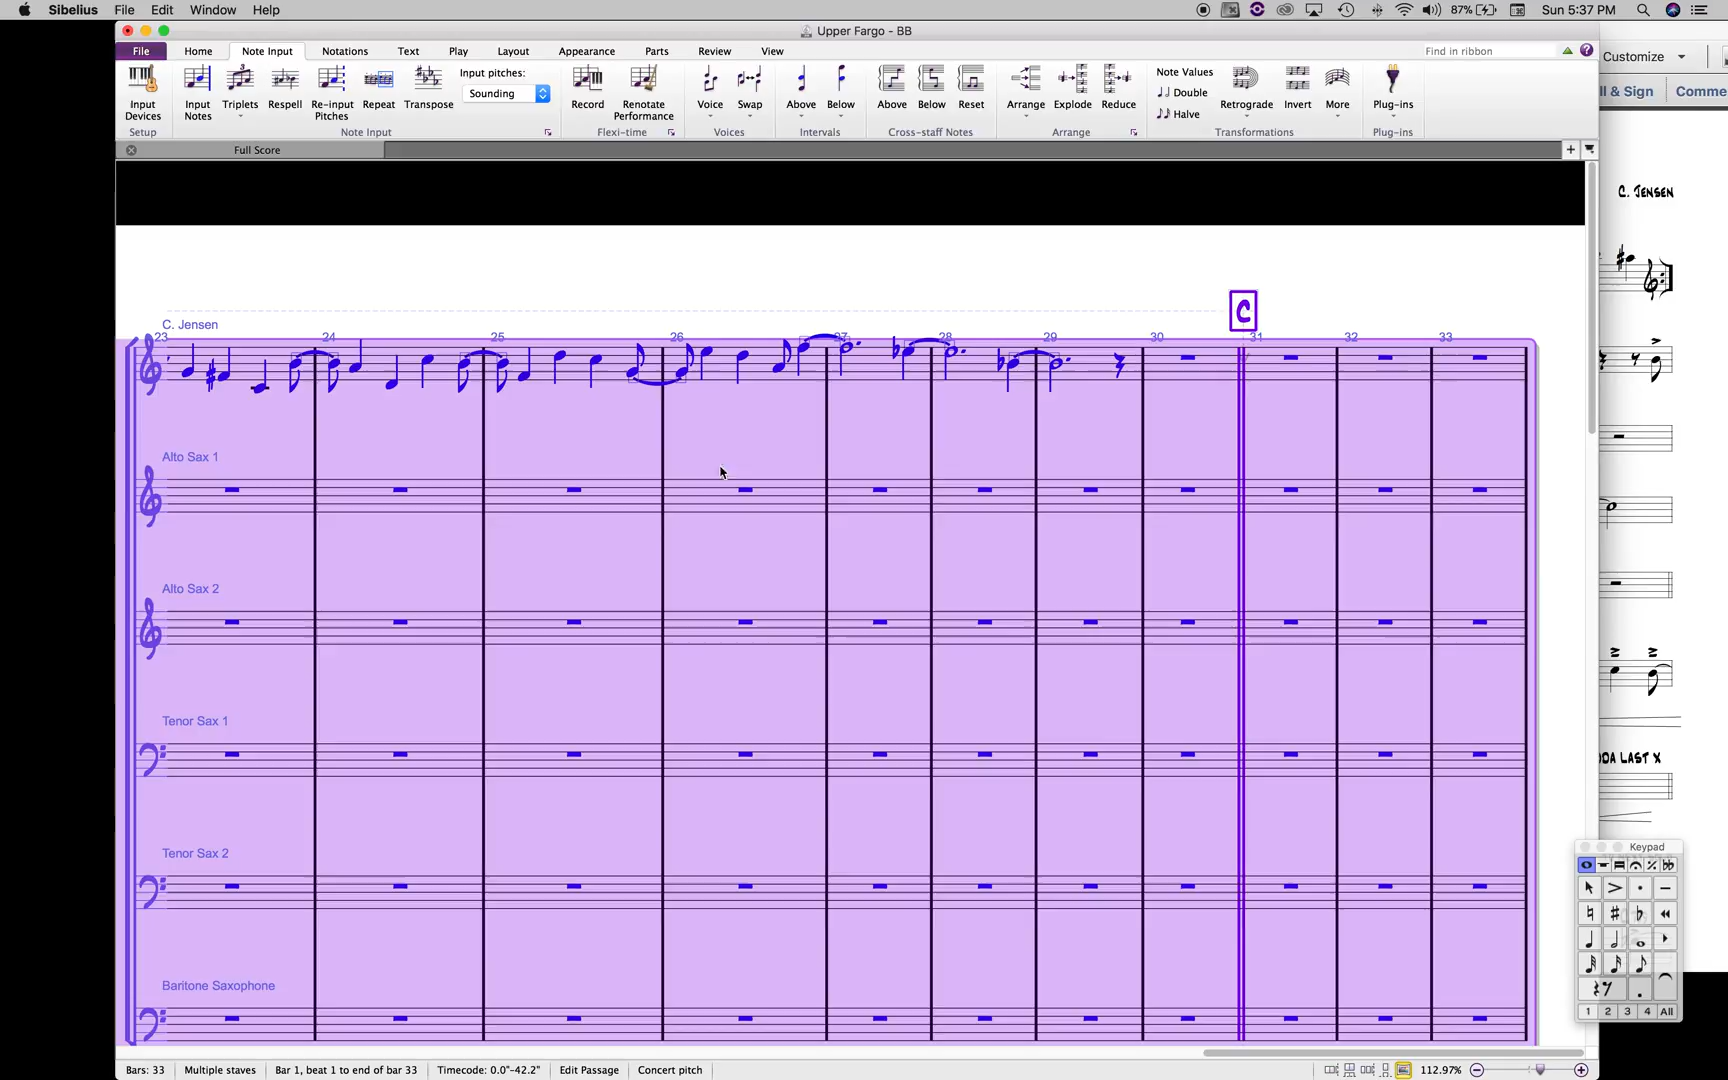 Sibelius File Edit Window Help 87% Sun 5:37 PM
Upper Fargo - BB
File Home Note Input Notations Text Play Layout Appearance Parts Review View Find in ribbon
Customize
Input Devices
Input Notes
Triplets
Respell
Re-input Pitches
Repeat
Transpose
Input pitches:
Sounding
Record
Renotate Performance
Voice
Swap
Above
Below
Above
Below
Reset
Arrange
Explode
Reduce
Note Values
Double
Halve
Retrograde
Invert
More
Plug-ins
ll & Sign
Comme
Setup Note Input Flexi-time Voices Intervals Cross-staff Notes Arrange Transformations Plug-ins
Full Score
C. JENSEN
C
C. Jensen
23 24 25 26 27 28 29 30 31 32 33
Alto Sax 1
Alto Sax 2
Tenor Sax 1
ODA LAST X
Tenor Sax 2
Keypad
Baritone Saxophone
1 2 3 4 All
Bars: 33 Multiple staves Bar 1, beat 1 to end of bar 33 Timecode: 0.0"-42.2" Edit Passage Concert pitch 112.97%